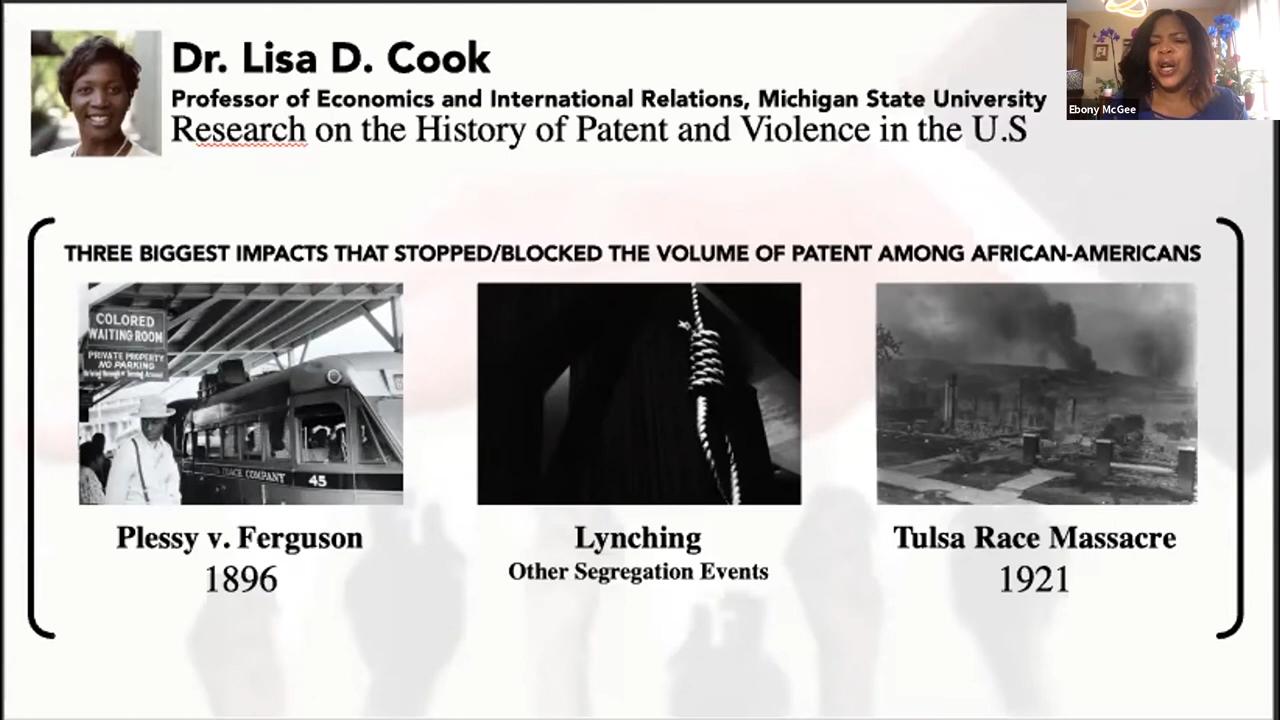 Dr. Lisa D. Cook
Professor of Economics and International Relations, Michigan State University
Research on the History of Patent and Violence in the U.S
Ebony McGee
THREE BIGGEST IMPACTS THAT STOPPED/BLOCKED THE VOLUME OF PATENT AMONG AFRICAN-AMERICANS
COLORED
WAITING ROOM
PRIVATE PROPERTY
NO PARKING
COMPANY
45
Plessy v. Ferguson
1896
Lynching
Other Segregation Events
Tulsa Race Massacre
1921